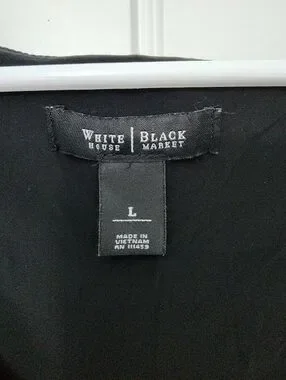 WHITE | BLACK
HOUSE | MARKET
L
MADE IN
VIETNAM
RN 111459